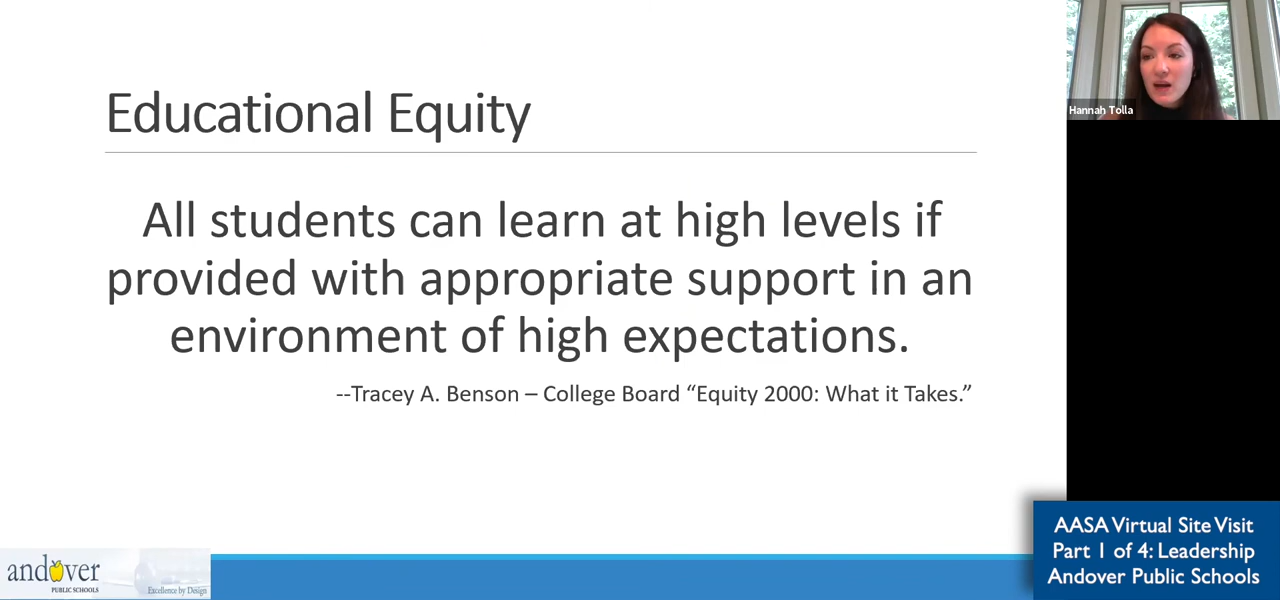 Educational Equity
All students can learn at high levels if
provided with appropriate support in an
environment of high expectations.
--Tracey A. Benson – College Board “Equity 2000: What it Takes.”
Hannah Tolla
andover
PUBLIC SCHOOLS
Excellence by Design
AASA Virtual Site Visit
Part 1 of 4: Leadership
Andover Public Schools